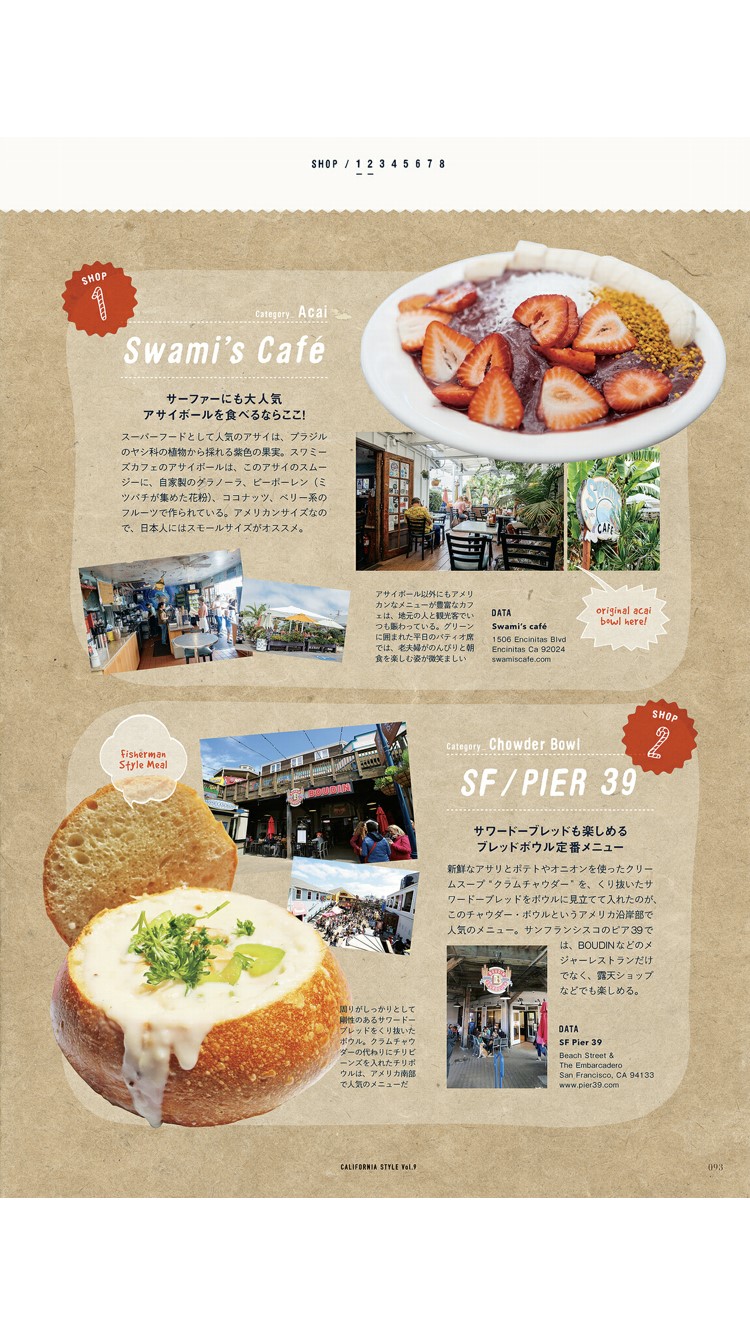 SHOP / 1 2 3 4 5 6 7 8
SHOP
1
Category_ Acai
Swami's Café
サーファーにも大人気
アサイボールを食べるならここ!
スーパーフードとして人気のアサイは、ブラジル
のヤシ科の植物から採れる紫色の果実。スワミー
ズカフェのアサイボールは、このアサイのスムー
ジーに、自家製のグラノーラ、ビーポーレン(ミ
ツバチが集めた花粉)、ココナッツ、ベリー系の
フルーツで作られている。アメリカンサイズなの
で、日本人にはスモールサイズがオススメ。
CAFE
アサイボール以外にもアメリ
カンなメニューが豊富なカフ
ェは、地元の人と観光客でい
つも賑わっている。グリーン
に囲まれた平日のパティオ席
では、老夫婦がのんびりと朝
食を楽しむ姿が微笑ましい
DATA
Swami's café
1506 Encinitas Blvd
Encinitas Ca 92024
swamiscafe.com
original acai
bowl here!
SHOP
2
Category_ Chowder Bowl
SF/PIER 39
fisherman
Style Meal
BOUDIN
サワードーブレッドも楽しめる
ブレッドボウル定番メニュー
新鮮なアサリとポテトやオニオンを使ったクリー
ムスープ“クラムチャウダー”を、くり抜いたサ
ワードーブレッドをボウルに見立てて入れたのが、
このチャウダー・ボウルというアメリカ沿岸部で
人気のメニュー。サンフランシスコのピア39で
は、BOUDINなどのメ
ジャーレストランだけ
でなく、露天ショップ
などでも楽しめる。
周りがしっかりとして
剛性のあるサワードー
ブレッドをくり抜いた
ボウル。クラムチャウ
ダーの代わりにチリビ
ーンズを入れたチリボ
ウルは、アメリカ南部
で人気のメニューだ
DATA
SF Pier 39
Beach Street &
The Embarcadero
San Francisco, CA 94133
www.pier39.com
CALIFORNIA STYLE Vol.9
093